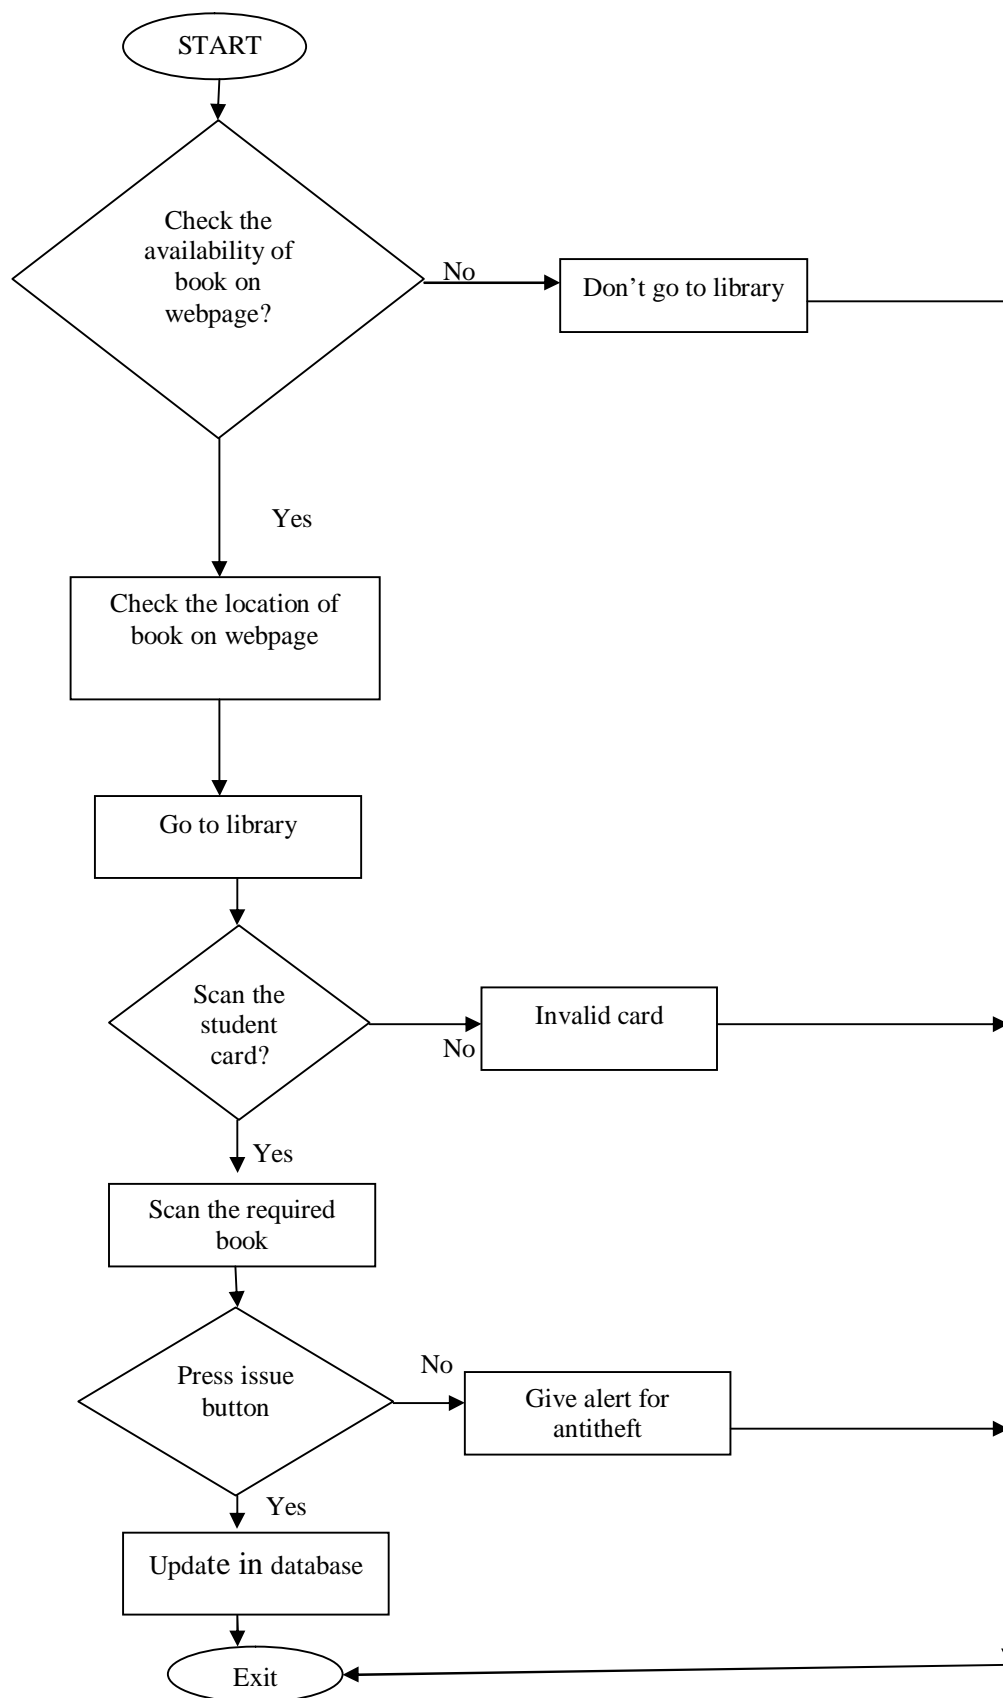 START
Check the
availability of
book on
webpage?
No
Don’t go to library
Yes
Check the location of
book on webpage
Go to library
Scan the
student
card?
No
Invalid card
Yes
Scan the required
book
Press issue
button
No
Give alert for
antitheft
Yes
Update in database
Exit